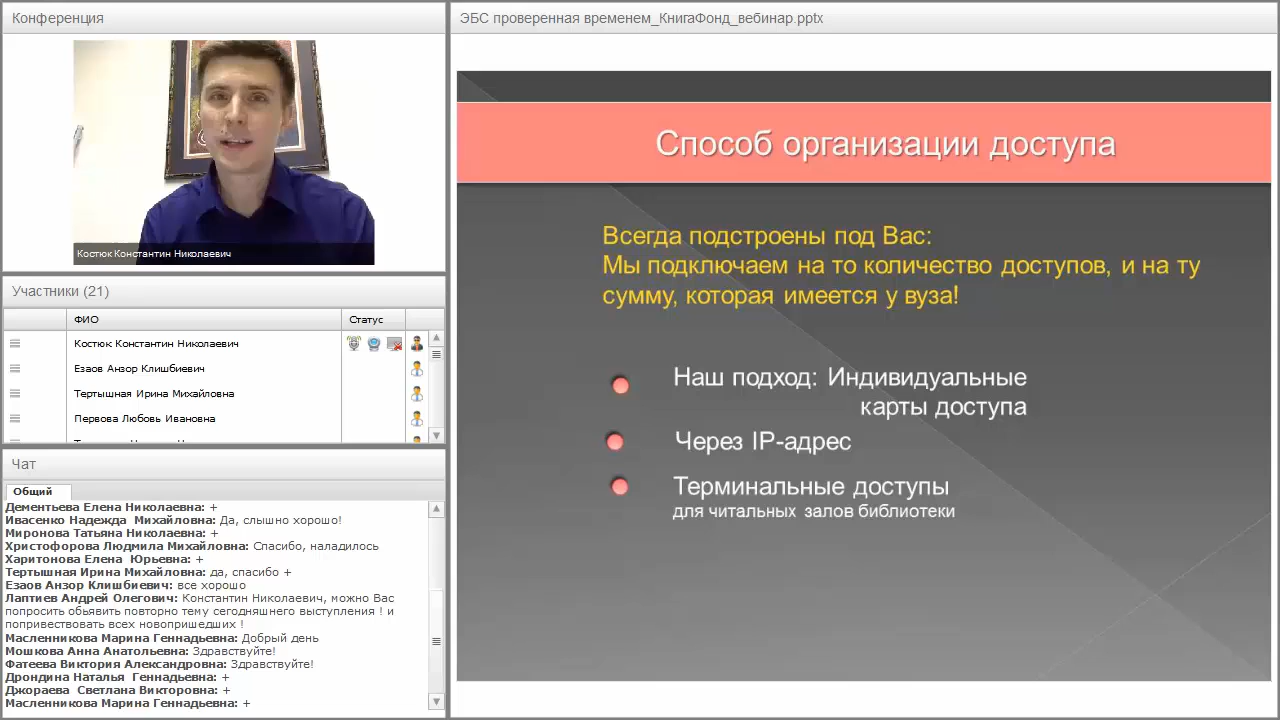 Конференция
Костюк Константин Николаевич
Участники (21)
ФИО
Статус
Костюк Константин Николаевич
Езаов Анзор Клишбиевич
Тертышная Ирина Михайловна
Первова Любовь Ивановна
Чат
Общий
Дементьева Елена Николаевна: +
Ивасенко Надежда Михайловна: Да, слышно хорошо!
Миронова Татьяна Николаевна: +
Христофорова Людмила Михайловна: Спасибо, наладилось
Харитонова Елена Юрьевна: +
Тертышная Ирина Михайловна: да, спасибо +
Езаов Анзор Клишбиевич: все хорошо
Лаптиев Андрей Олегович: Константин Николаевич, можно Вас
попросить обьявить повторно тему сегодняшнего выступления ! и
попривествовать всех новопришедших !
Масленникова Марина Геннадьевна: Добрый день
Мошкова Анна Анатольевна: Здравствуйте!
Фатеева Виктория Александровна: Здравствуйте!
Дрондина Наталья Геннадьевна: +
Джораева Светлана Викторовна: +
Масленникова Марина Геннадьевна: +
ЭБС проверенная временем_КнигаФонд_вебинар.pptx
Способ организации доступа
Всегда подстроены под Вас:
Мы подключаем на то количество доступов, и на ту
сумму, которая имеется у вуза!
Наш подход: Индивидуальные
карты доступа
Через IP-адрес
Терминальные доступы
для читальных залов библиотеки